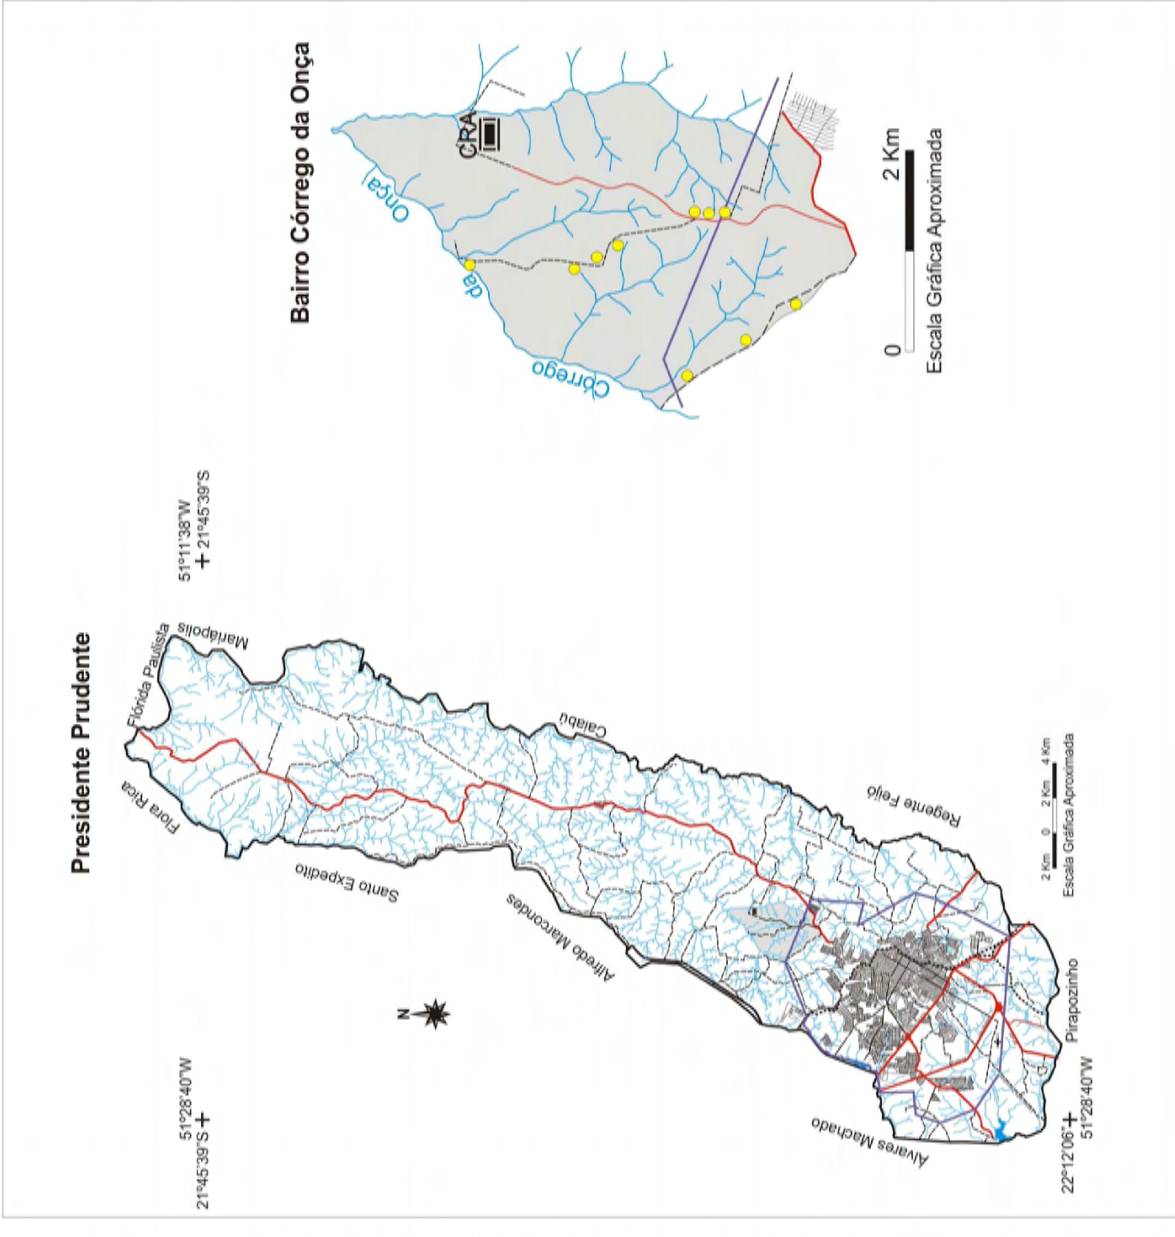 Presidente Prudente
51°11'38"W
21°45'39"S
Flórida Paulista
Mariápolis
Flora Rica
Santo Expedito
Caiabú
Alfredo Marcondes
Regente Feijó
Álvares Machado
Pirapozinho
N
51°28'40"W
21°45'39"S
22°12'06"
51°28'40"W
2 Km 0 2 Km 4 Km
Escala Gráfica Aproximada
Bairro Córrego da Onça
Córrego
da
Onça
CRA
0 2 Km
Escala Gráfica Aproximada